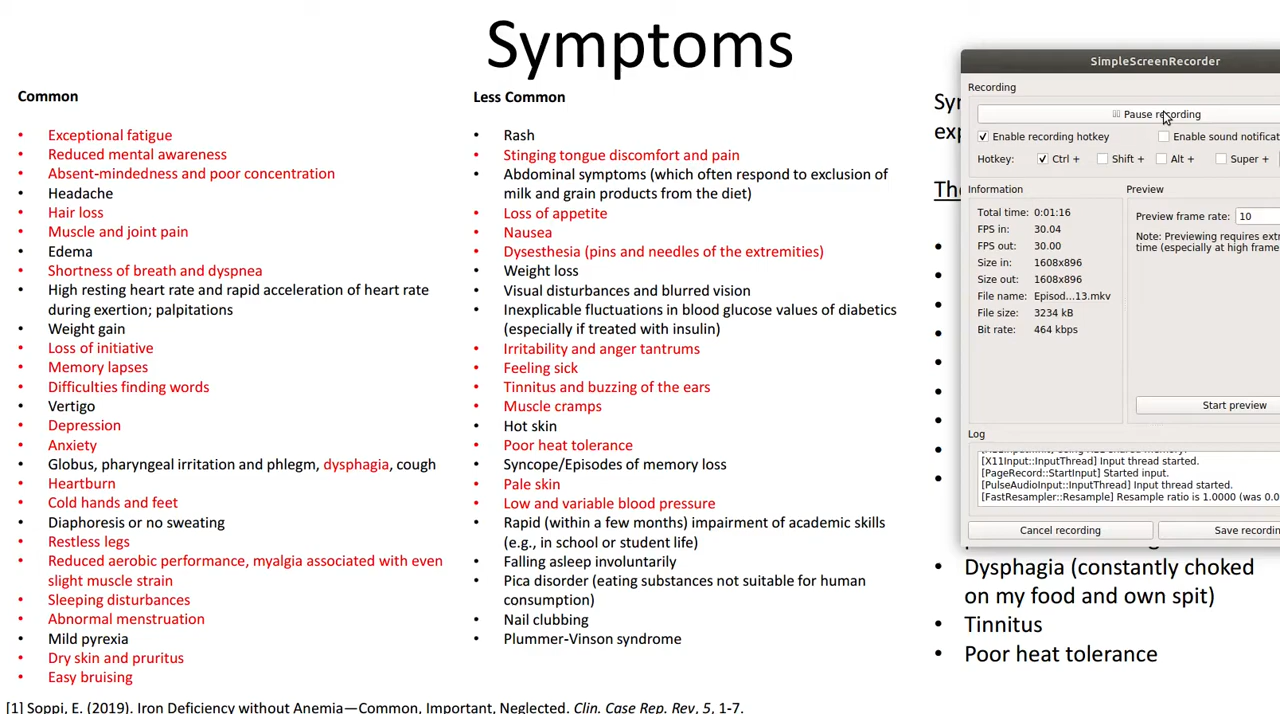 Symptoms
Common
Exceptional fatigue
Reduced mental awareness
Absent-mindedness and poor concentration
Headache
Hair loss
Muscle and joint pain
Edema
Shortness of breath and dyspnea
High resting heart rate and rapid acceleration of heart rate
during exertion; palpitations
Weight gain
Loss of initiative
Memory lapses
Difficulties finding words
Vertigo
Depression
Anxiety
Globus, pharyngeal irritation and phlegm, dysphagia, cough
Heartburn
Cold hands and feet
Diaphoresis or no sweating
Restless legs
Reduced aerobic performance, myalgia associated with even
slight muscle strain
Sleeping disturbances
Abnormal menstruation
Mild pyrexia
Dry skin and pruritus
Easy bruising
Less Common
Rash
Stinging tongue discomfort and pain
Abdominal symptoms (which often respond to exclusion of
milk and grain products from the diet)
Loss of appetite
Nausea
Dysesthesia (pins and needles of the extremities)
Weight loss
Visual disturbances and blurred vision
Inexplicable fluctuations in blood glucose values of diabetics
(especially if treated with insulin)
Irritability and anger tantrums
Feeling sick
Tinnitus and buzzing of the ears
Muscle cramps
Hot skin
Poor heat tolerance
Syncope/Episodes of memory loss
Pale skin
Low and variable blood pressure
Rapid (within a few months) impairment of academic skills
(e.g., in school or student life)
Falling asleep involuntarily
Pica disorder (eating substances not suitable for human
consumption)
Nail clubbing
Plummer-Vinson syndrome
Dysphagia (constantly choked
on my food and own spit)
Tinnitus
Poor heat tolerance
[1] Soppi, E. (2019). Iron Deficiency without Anemia—Common, Important, Neglected. Clin. Case Rep. Rev, 5, 1-7.
SimpleScreenRecorder
Recording
Pause recording
Enable recording hotkey Enable sound notificat
Hotkey: Ctrl + Shift + Alt + Super +
Information
Total time: 0:01:16
FPS in: 30.04
FPS out: 30.00
Size in: 1608x896
Size out: 1608x896
File name: Episod...13.mkv
File size: 3234 kB
Bit rate: 464 kbps
Preview
Preview frame rate: 10
Note: Previewing requires extr
time (especially at high frame
Start preview
Log
[X11Input::InputThread] Input thread started.
[PageRecord::StartInput] Started input.
[PulseAudioInput::InputThread] Input thread started.
[FastResampler::Resample] Resample ratio is 1.0000 (was 0.0
Cancel recording Save recordin